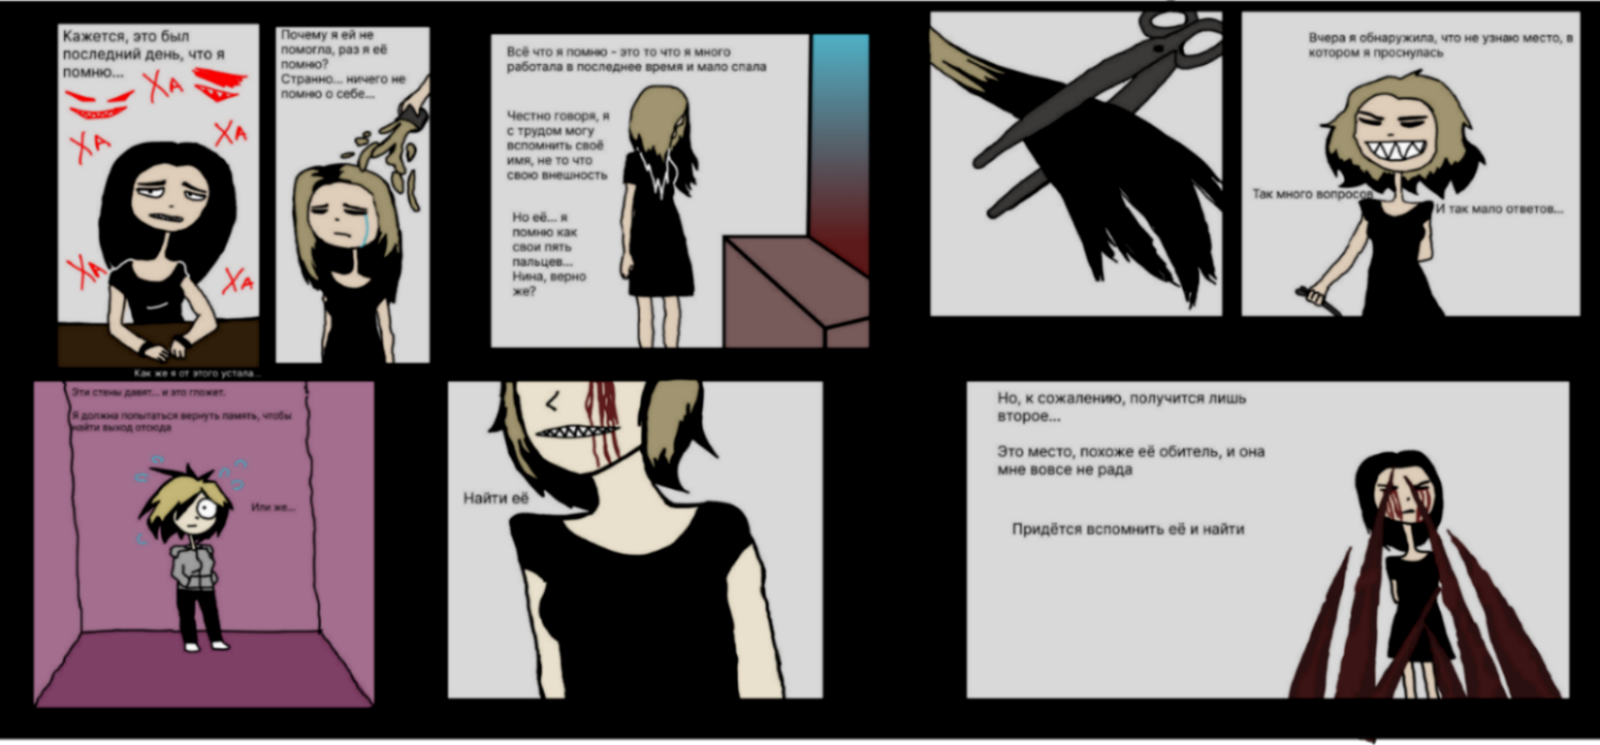 Кажется, это был
последний день, что я
помню...
ХА
ХА
ХА
ХА
ХА
Почему я ей не
помогла, раз я её
помню?
Странно... ничего не
помню о себе...
Всё что я помню - это то что я много
работала в последнее время и мало спала
Честно говоря, я
с трудом могу
вспомнить своё
имя, не то что
свою внешность
Но её... я
помню как
свои пять
пальцев...
Нина, верно
же?
Вчера я обнаружила, что не узнаю место, в
котором я проснулась
Так много вопросов...
И так мало ответов...
Как же я от этого устала...
Эти стены давят... и это гложет.
Я должна попытаться вернуть память, чтобы
найти выход отсюда
Или же...
Найти её
Но, к сожалению, получится лишь
второе...
Это место, похоже её обитель, и она
мне вовсе не рада
Придётся вспомнить её и найти